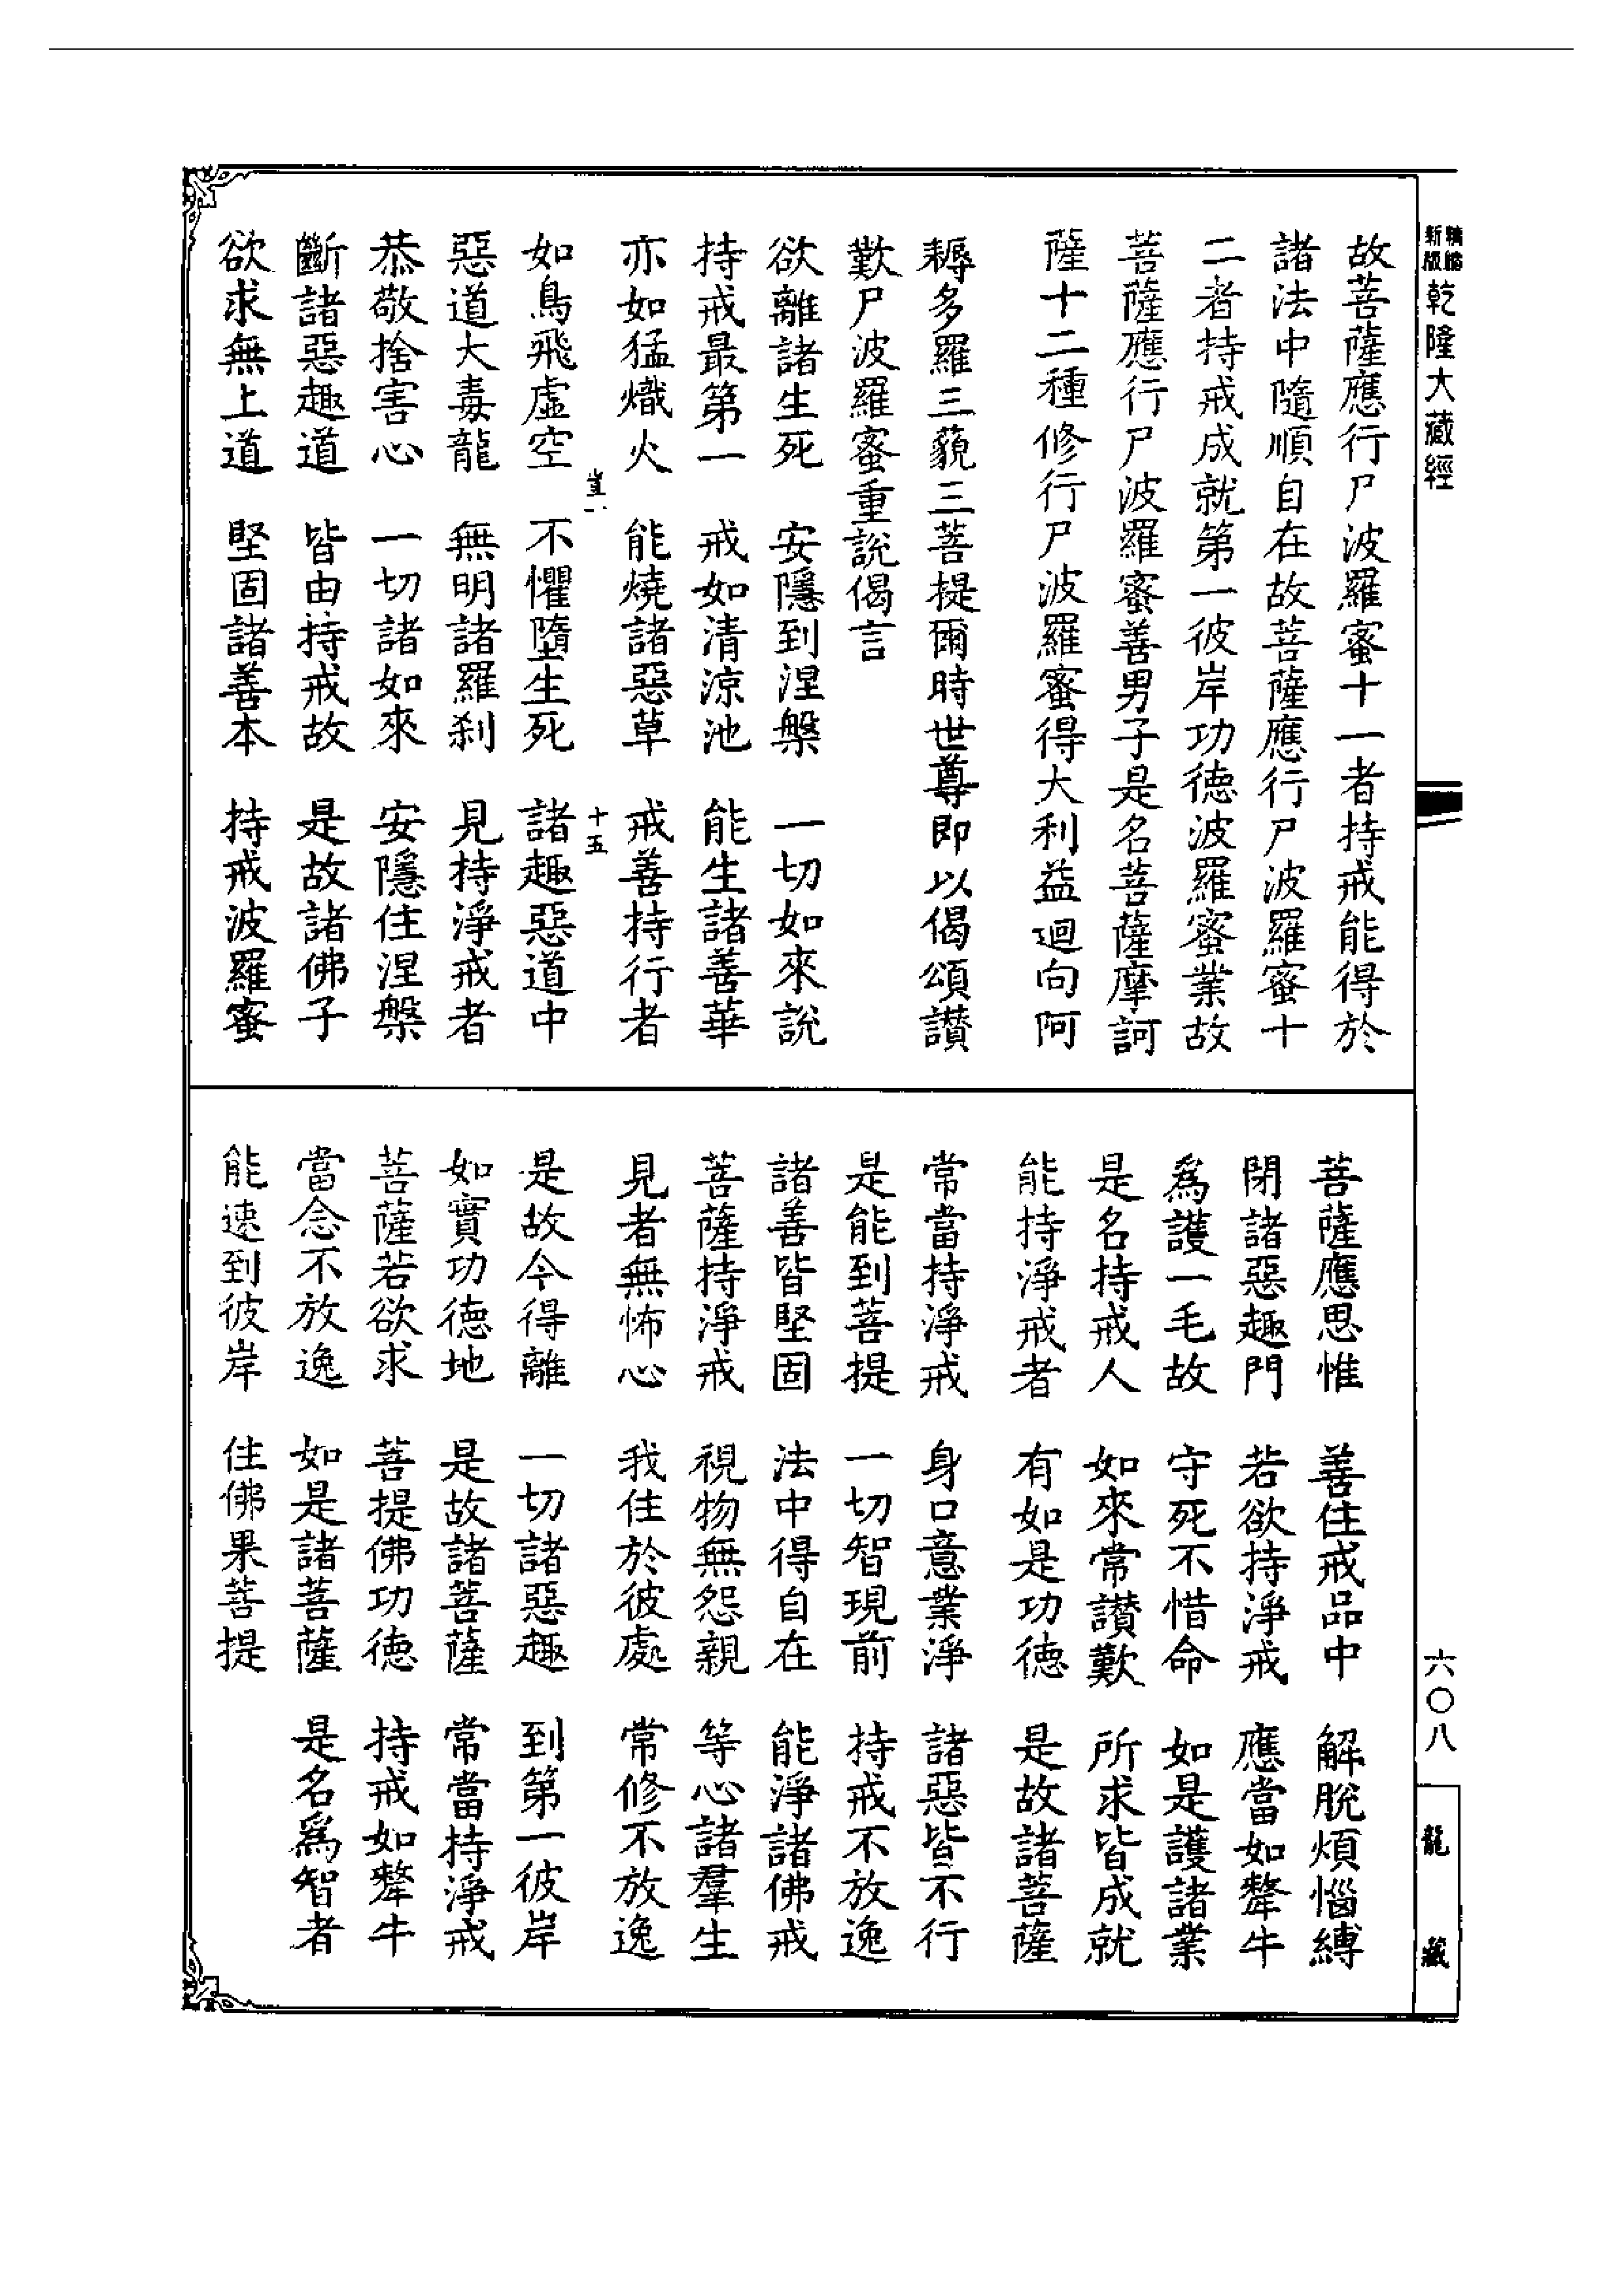 新版
精縮
乾隆大藏經
六〇八
龍藏
故菩薩應行尸波羅蜜十一者持戒能得於
諸法中隨順自在故菩薩應行尸波羅蜜十
二者持戒成就第一彼岸功德波羅蜜業故
菩薩應行尸波羅蜜善男子是名菩薩摩訶
薩十二種修行尸波羅蜜得大利益迴向阿
耨多羅三藐三菩提爾時世尊即以偈頌讃
歎尸波羅蜜重說偈言
欲離諸生死 安隱到涅槃 一切如來說
持戒最第一 戒如清涼池 能生諸善華
亦如猛熾火 能燒諸惡草 戒善持行者
十五
如鳥飛虛空 不懼墮生死 諸趣惡道中
惡道大毒龍 無明諸羅刹 見持淨戒者
恭敬捨害心 一切諸如來 安隱住涅槃
斷諸惡趣道 皆由持戒故 是故諸佛子
欲求無上道 堅固諸善本 持戒波羅蜜
菩薩應思惟 善住戒品中 解脫煩惱縛
閉諸惡趣門 若欲持淨戒 應當如犛牛
為護一毛故 守死不惜命 如是護諸業
是名持戒人 如來常讃歎 所求皆成就
能持淨戒者 有如是功德 是故諸菩薩
常當持淨戒 身口意業淨 諸惡皆不行
是能到菩提 一切智現前 持戒不放逸
諸善皆堅固 法中得自在 能淨諸佛戒
菩薩持淨戒 視物無怨親 等心諸羣生
見者無怖心 我住於彼處 常修不放逸
是故今得離 一切諸惡趣 到第一彼岸
如實功德地 是故諸菩薩 常當持淨戒
菩薩若欲求 菩提佛功德 持戒如犛牛
當念不放逸 如是諸菩薩 是名為智者
能速到彼岸 住佛果菩提